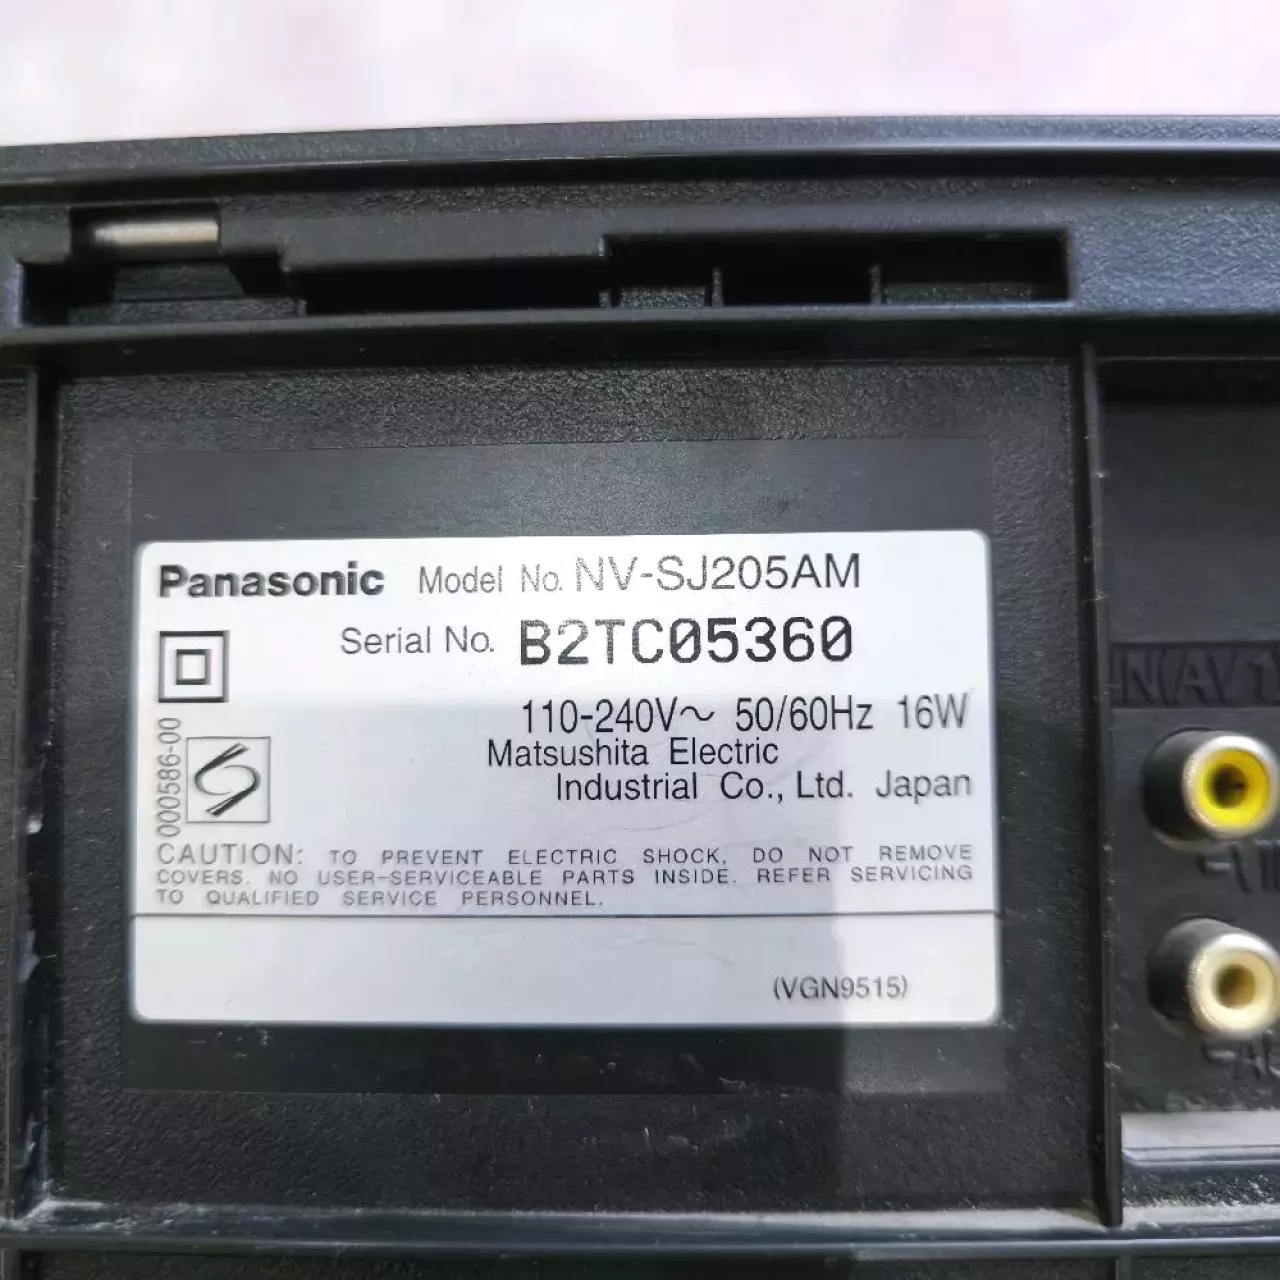 Panasonic Model No. NV-SJ205AM
Serial No. B2TC05360
110-240V~ 50/60Hz 16W
Matsushita Electric
Industrial Co., Ltd. Japan
000586-00
CAUTION: TO PREVENT ELECTRIC SHOCK, DO NOT REMOVE
COVERS. NO USER-SERVICEABLE PARTS INSIDE. REFER SERVICING
TO QUALIFIED SERVICE PERSONNEL.
(VGN9515)